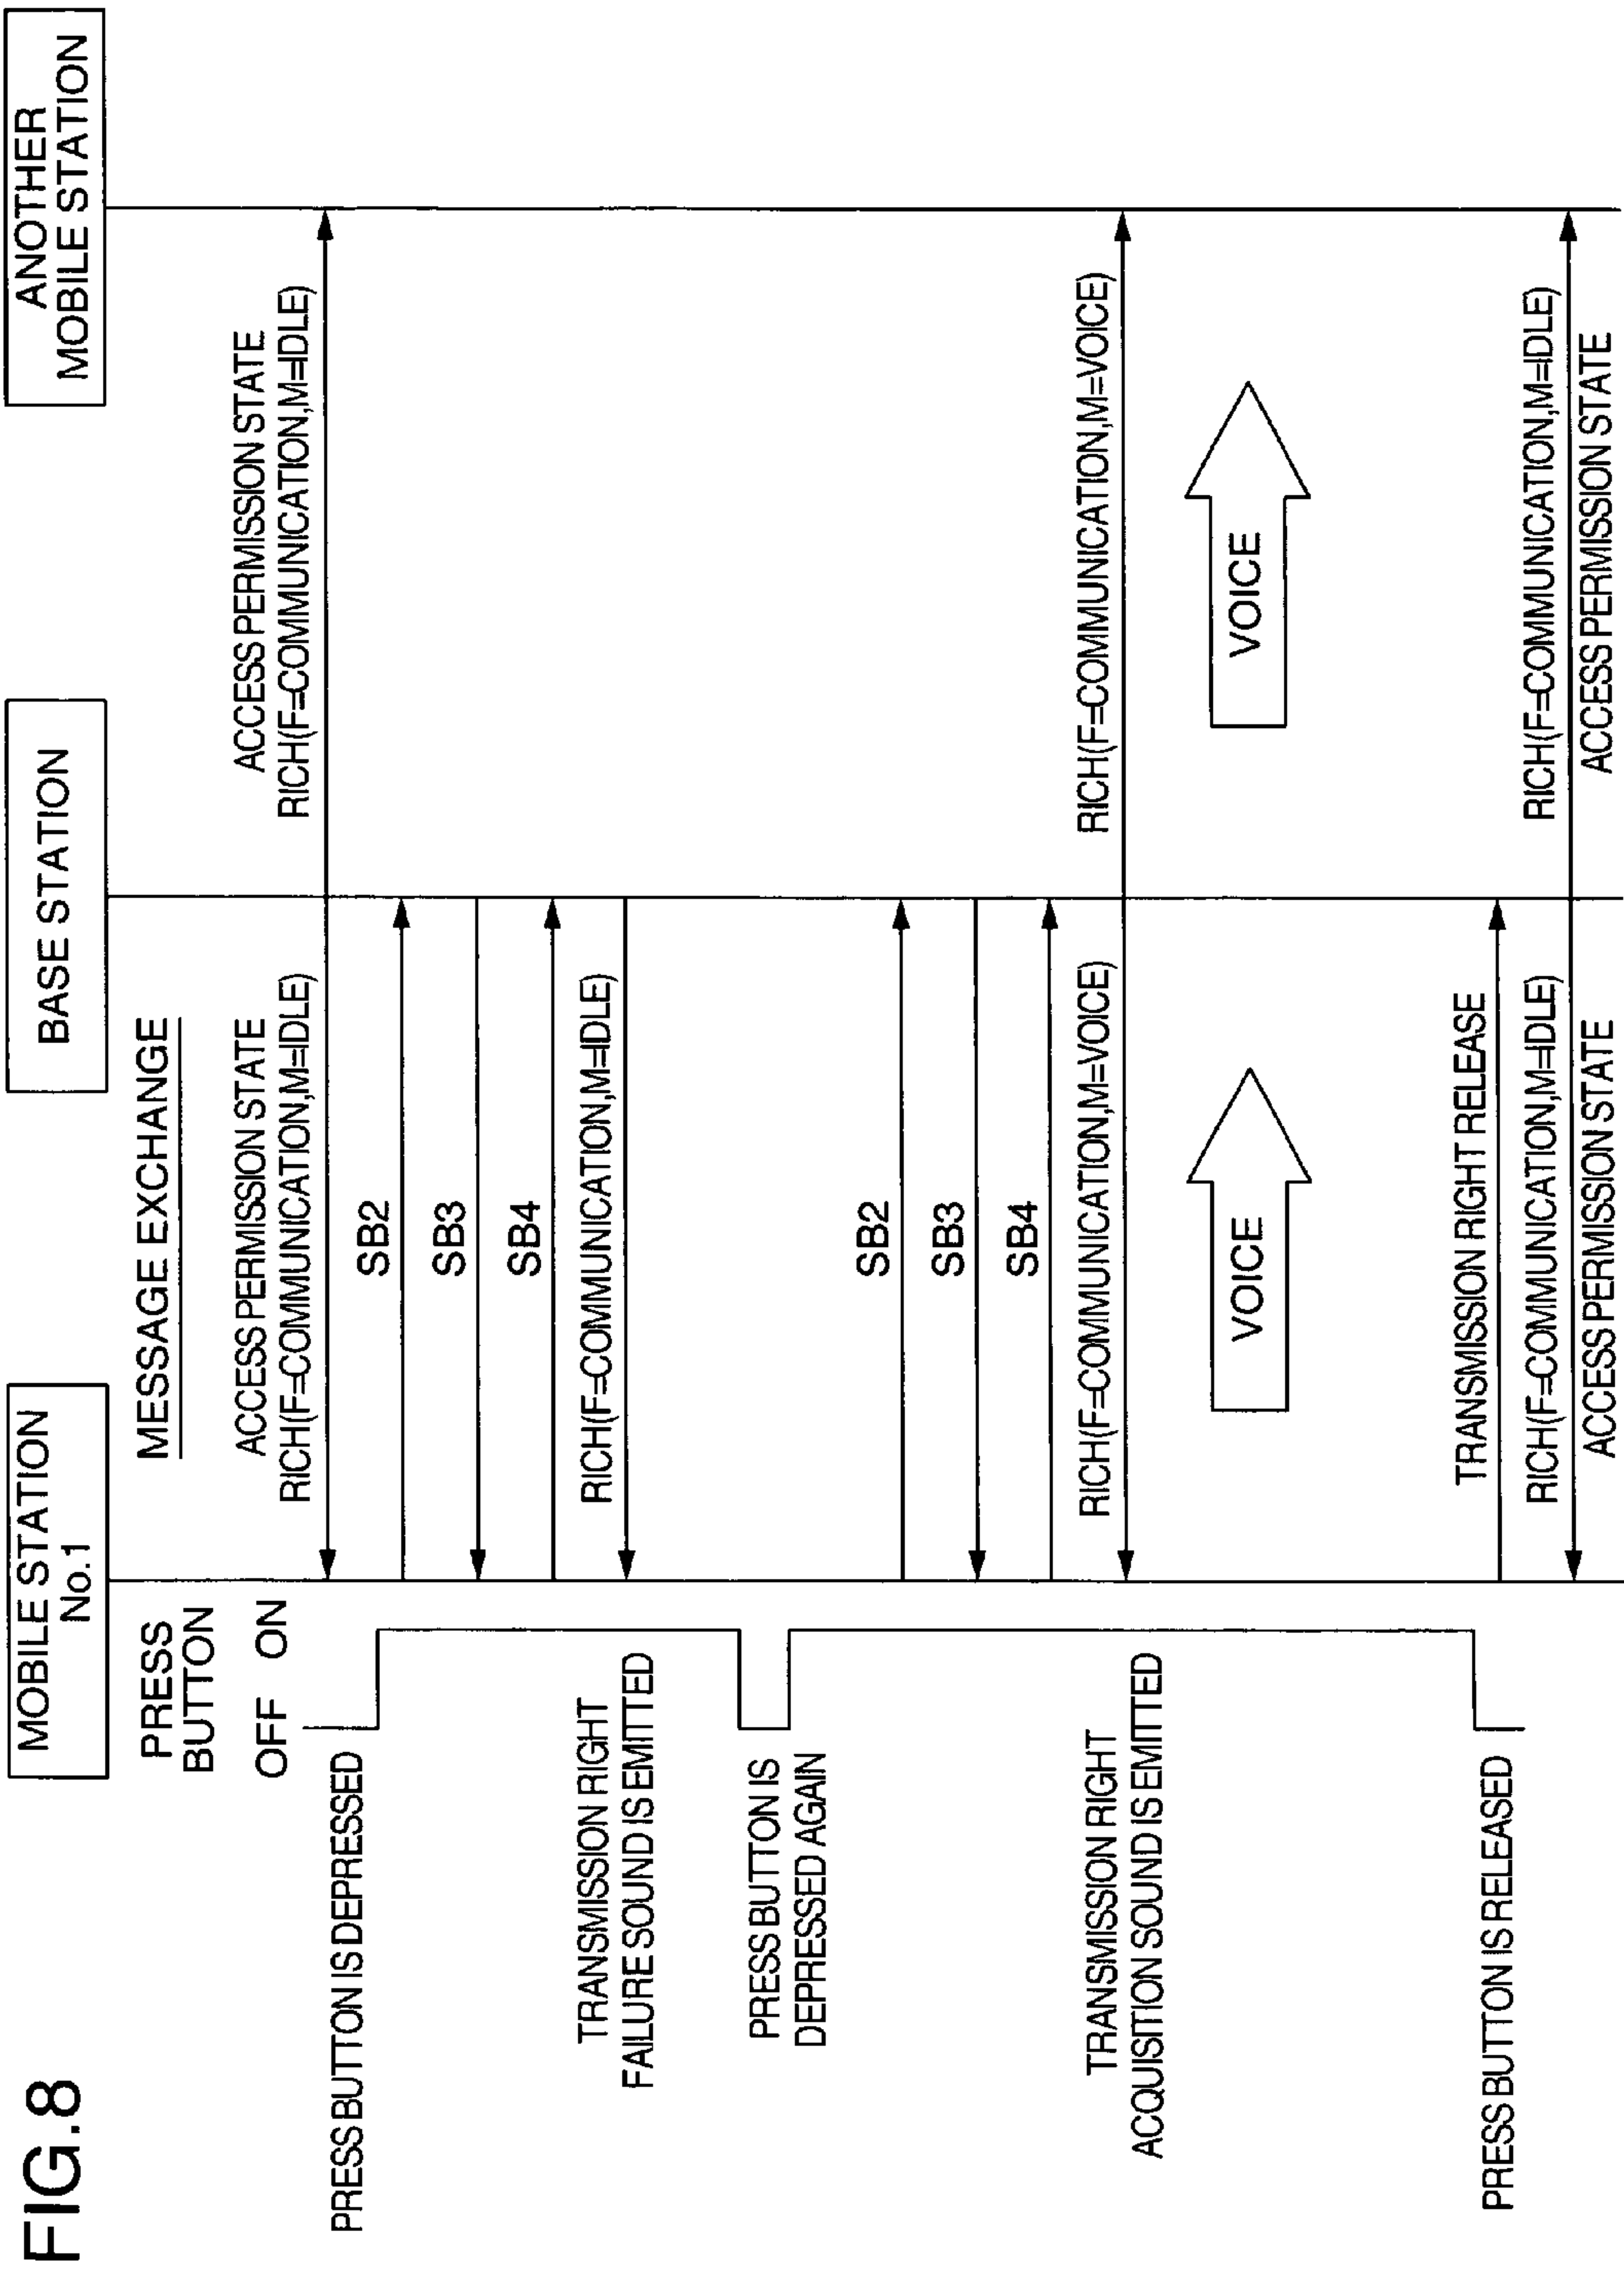 FIG.8
MOBILE STATION
No.1
BASE STATION
ANOTHER
MOBILE STATION
PRESS
BUTTON
OFF ON
MESSAGE EXCHANGE
ACCESS PERMISSION STATE
RICH(F=COMMUNICATION,M=IDLE)
ACCESS PERMISSION STATE
RICH(F=COMMUNICATION,M=IDLE)
PRESS BUTTON IS DEPRESSED
SB2
SB3
SB4
TRANSMISSION RIGHT
FAILURE SOUND IS EMITTED
RICH(F=COMMUNICATION,M=IDLE)
PRESS BUTTON IS
DEPRESSED AGAIN
SB2
SB3
SB4
TRANSMISSION RIGHT
ACQUISITION SOUND IS EMITTED
RICH(F=COMMUNICATION,M=VOICE)
RICH(F=COMMUNICATION,M=VOICE)
VOICE
VOICE
PRESS BUTTON IS RELEASED
TRANSMISSION RIGHT RELEASE
RICH(F=COMMUNICATION,M=IDLE)
ACCESS PERMISSION STATE
RICH(F=COMMUNICATION,M=IDLE)
ACCESS PERMISSION STATE